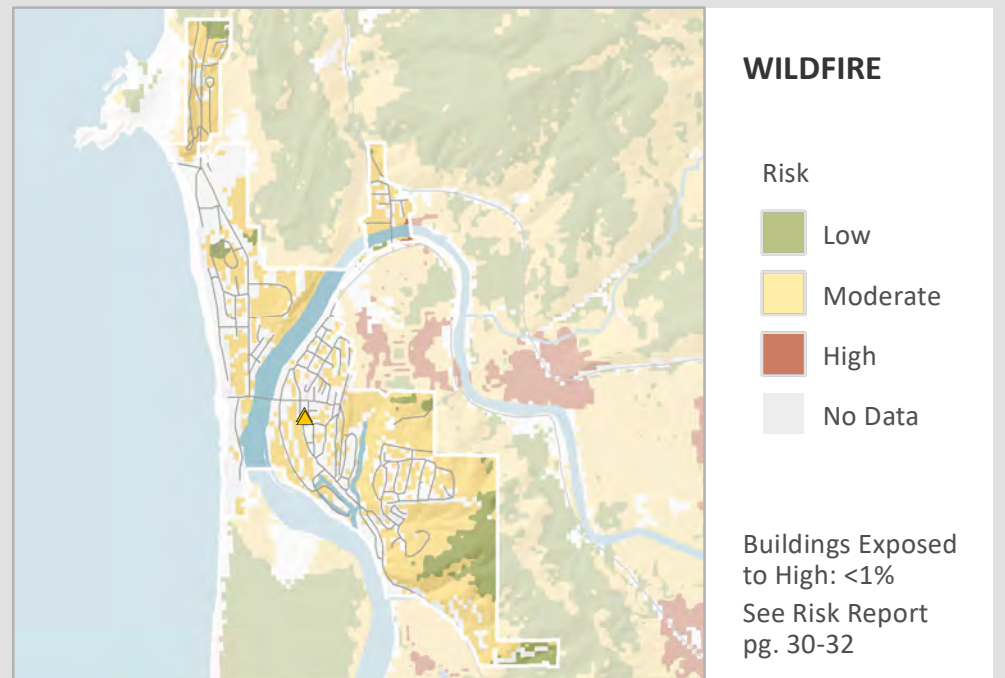 WILDFIRE
Risk
Low
Moderate
High
No Data
Buildings Exposed
to High: <1%
See Risk Report
pg. 30-32